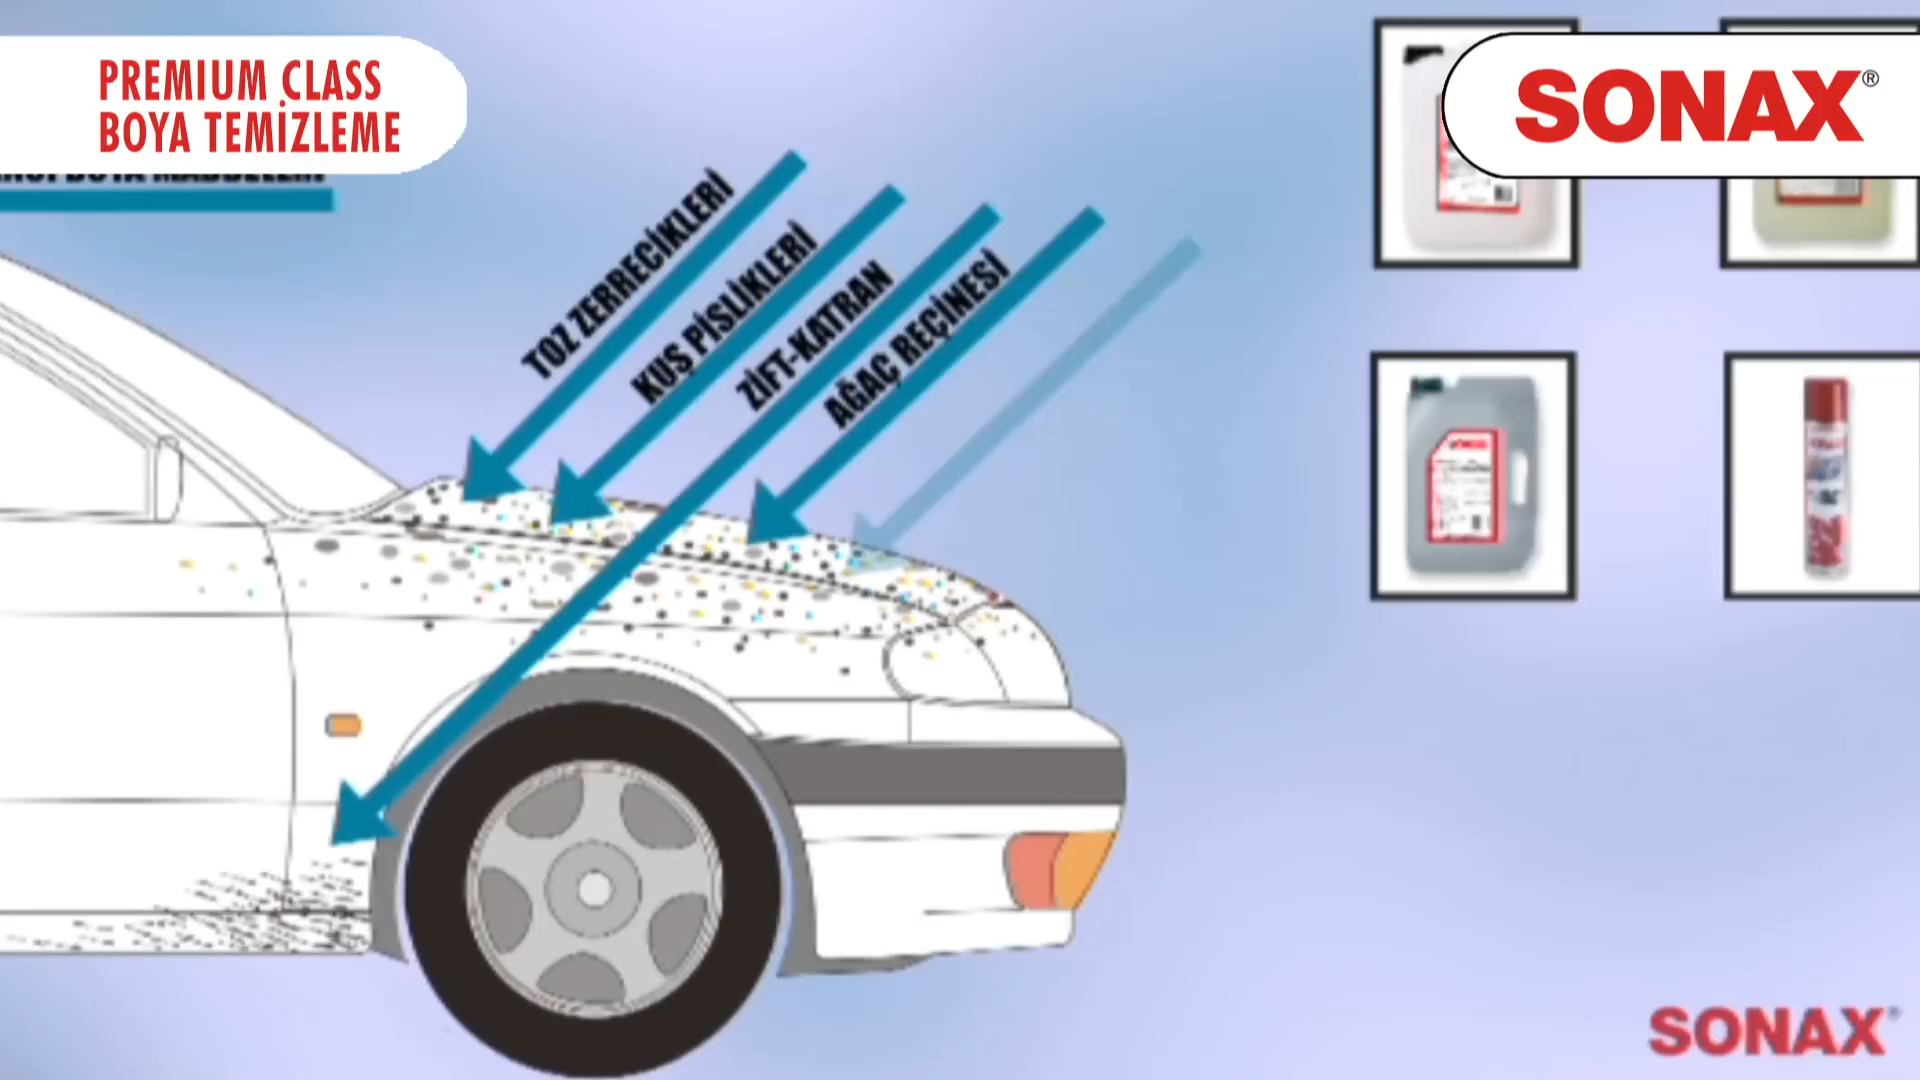 PREMIUM CLASS
BOYA TEMİZLEME
SONAX®
TOZ ZERRECİKLERİ
KUŞ PİSLİKLERİ
ZİFT-KATRAN
AĞAÇ REÇİNESİ
SONAX
SONAX®